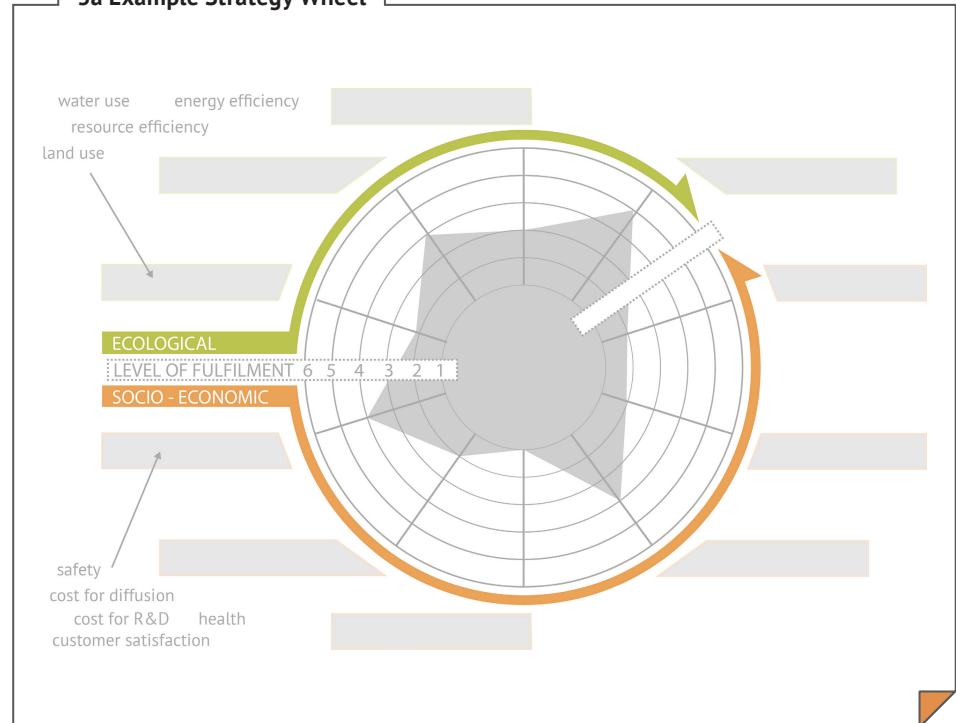 5a Example Strategy Wheel
water use energy efficiency
resource efficiency
land use
ECOLOGICAL
LEVEL OF FULFILMENT 6 5 4 3 2 1
SOCIO - ECONOMIC
safety
cost for diffusion
cost for R&D health
customer satisfaction